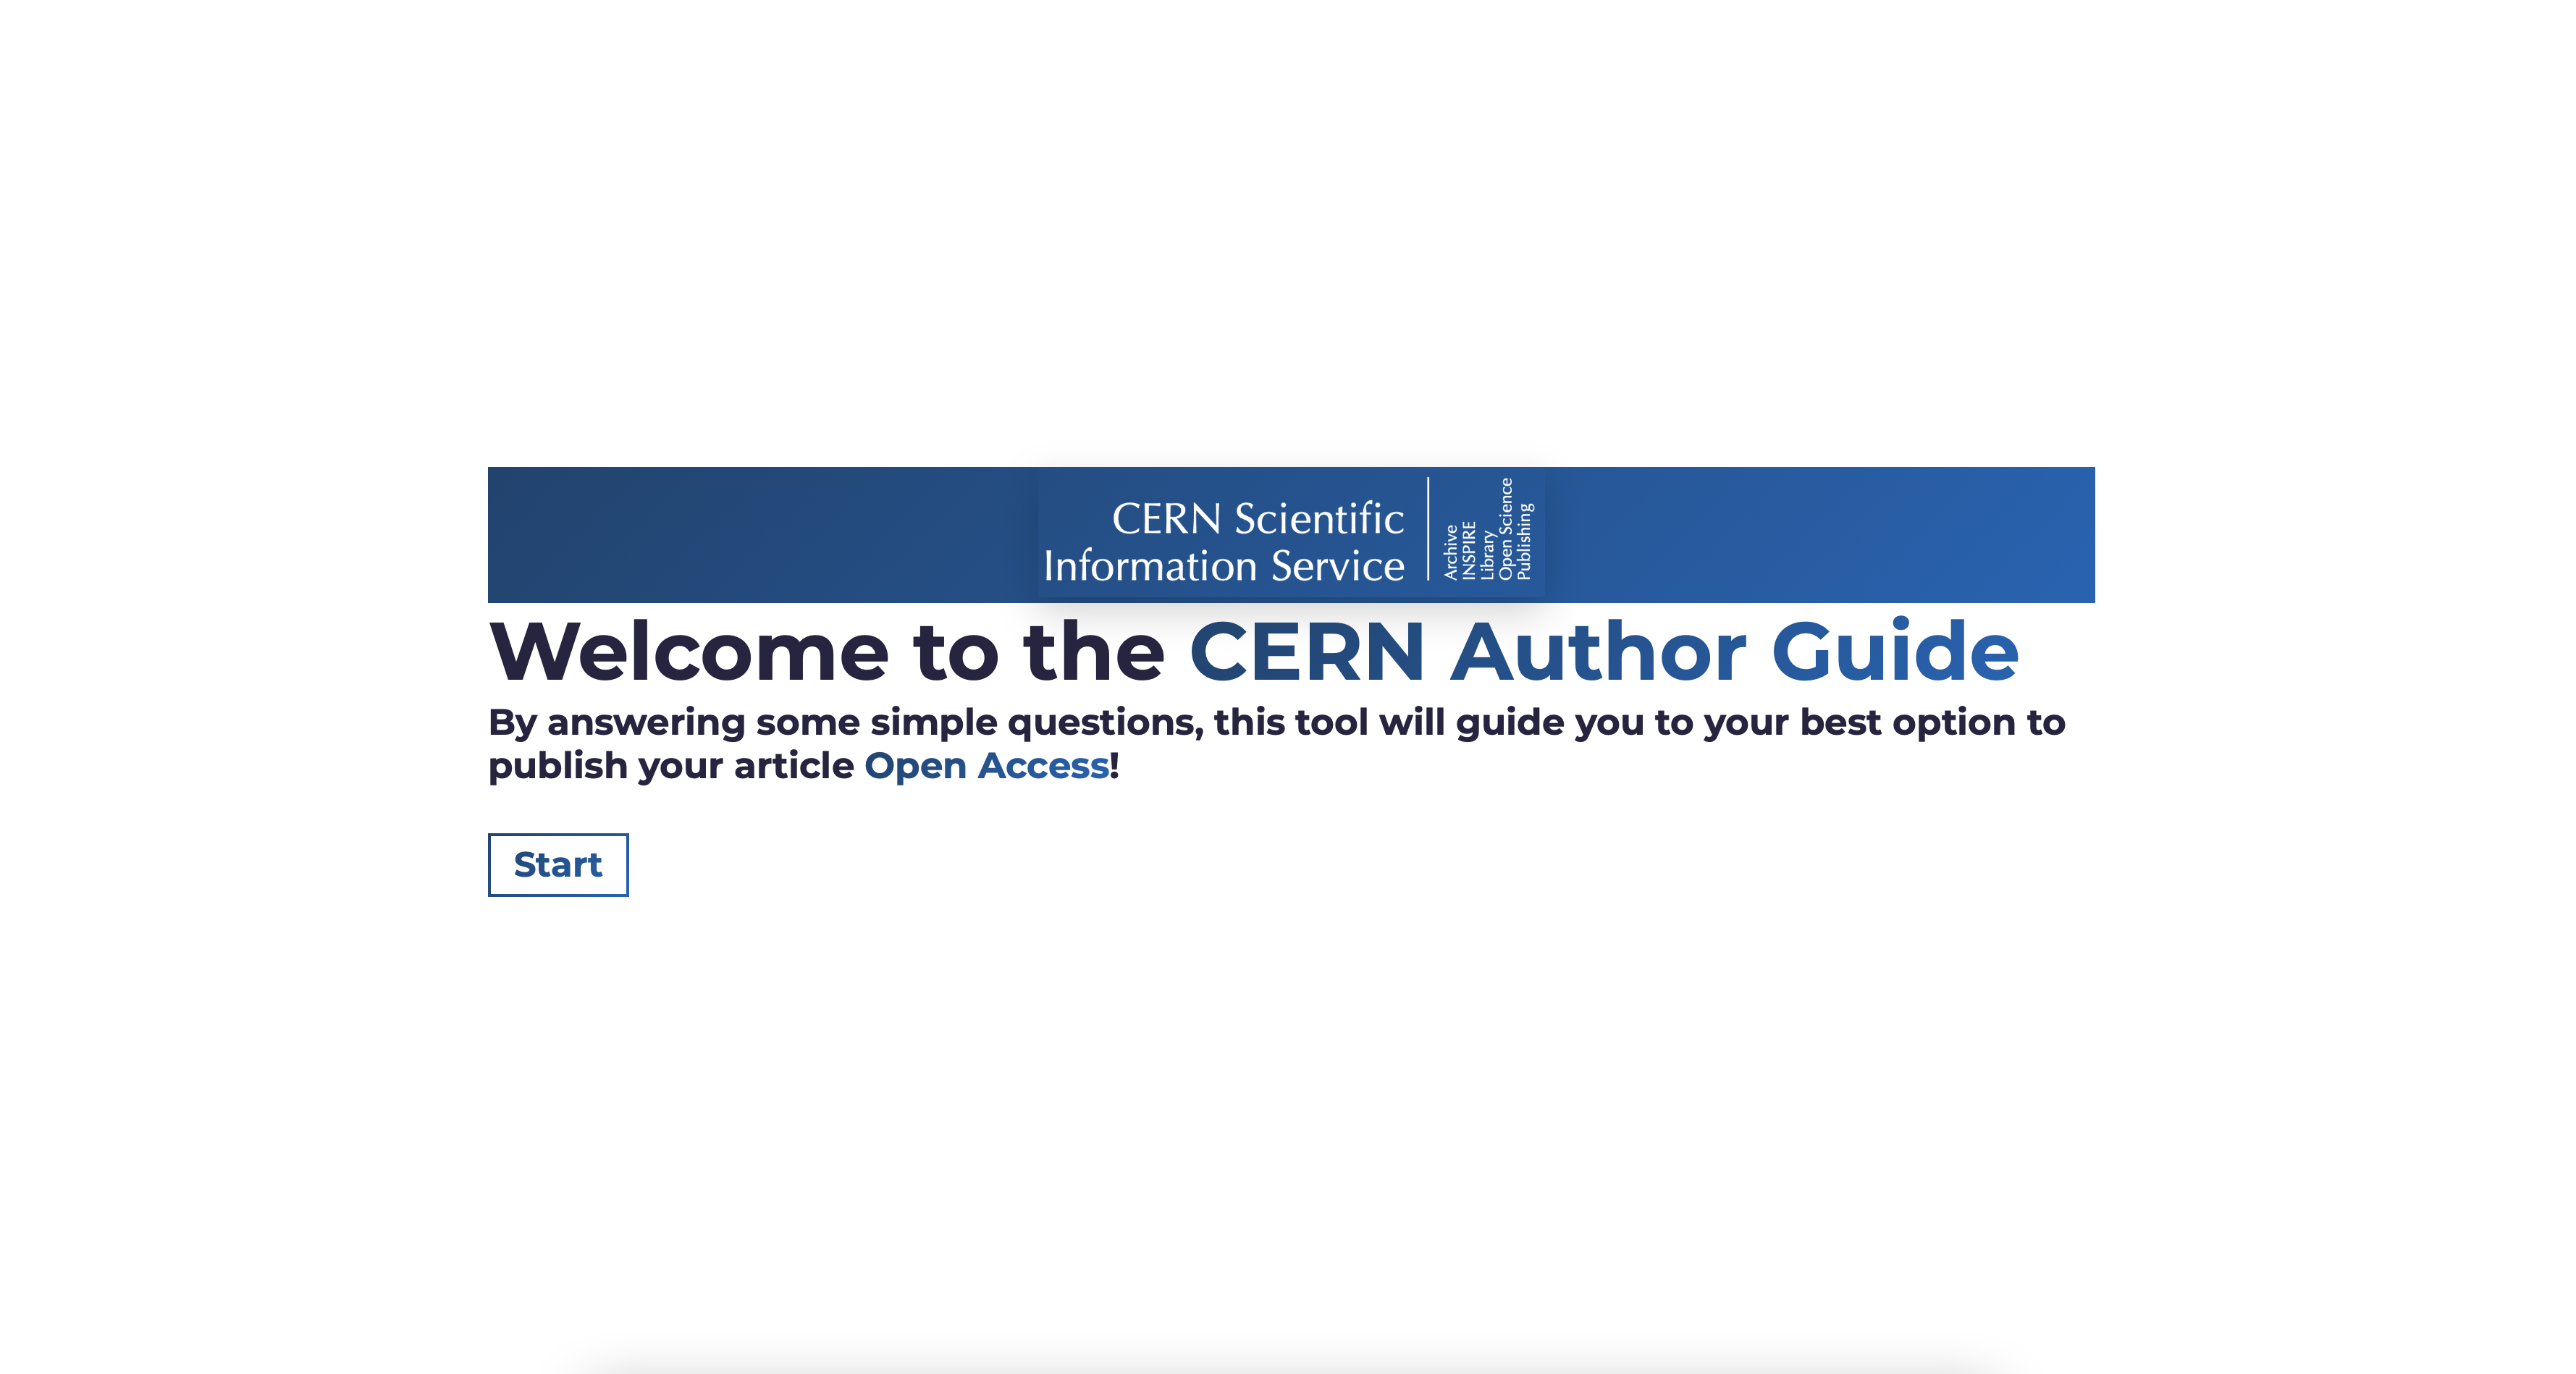 CERN Scientific
Information Service
Archive
INSPIRE
Library
Open Science
Publishing
Welcome to the CERN Author Guide
By answering some simple questions, this tool will guide you to your best option to
publish your article Open Access!
Start